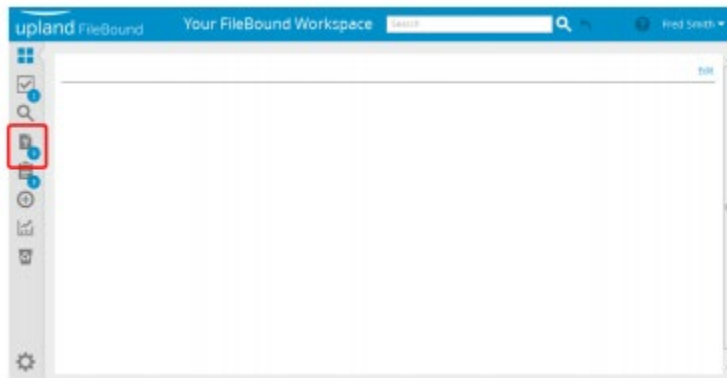 upland FileBound
Your FileBound Workspace
Search
Fred Smith
Edit